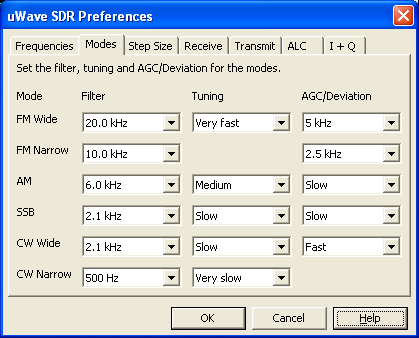 uWave SDR Preferences
Frequencies Modes Step Size Receive Transmit ALC I + Q
Set the filter, tuning and AGC/Deviation for the modes.
Mode Filter Tuning AGC/Deviation
FM Wide 20.0 kHz Very fast 5 kHz
FM Narrow 10.0 kHz 2.5 kHz
AM 6.0 kHz Medium Slow
SSB 2.1 kHz Slow Slow
CW Wide 2.1 kHz Slow Fast
CW Narrow 500 Hz Very slow
OK Cancel Help